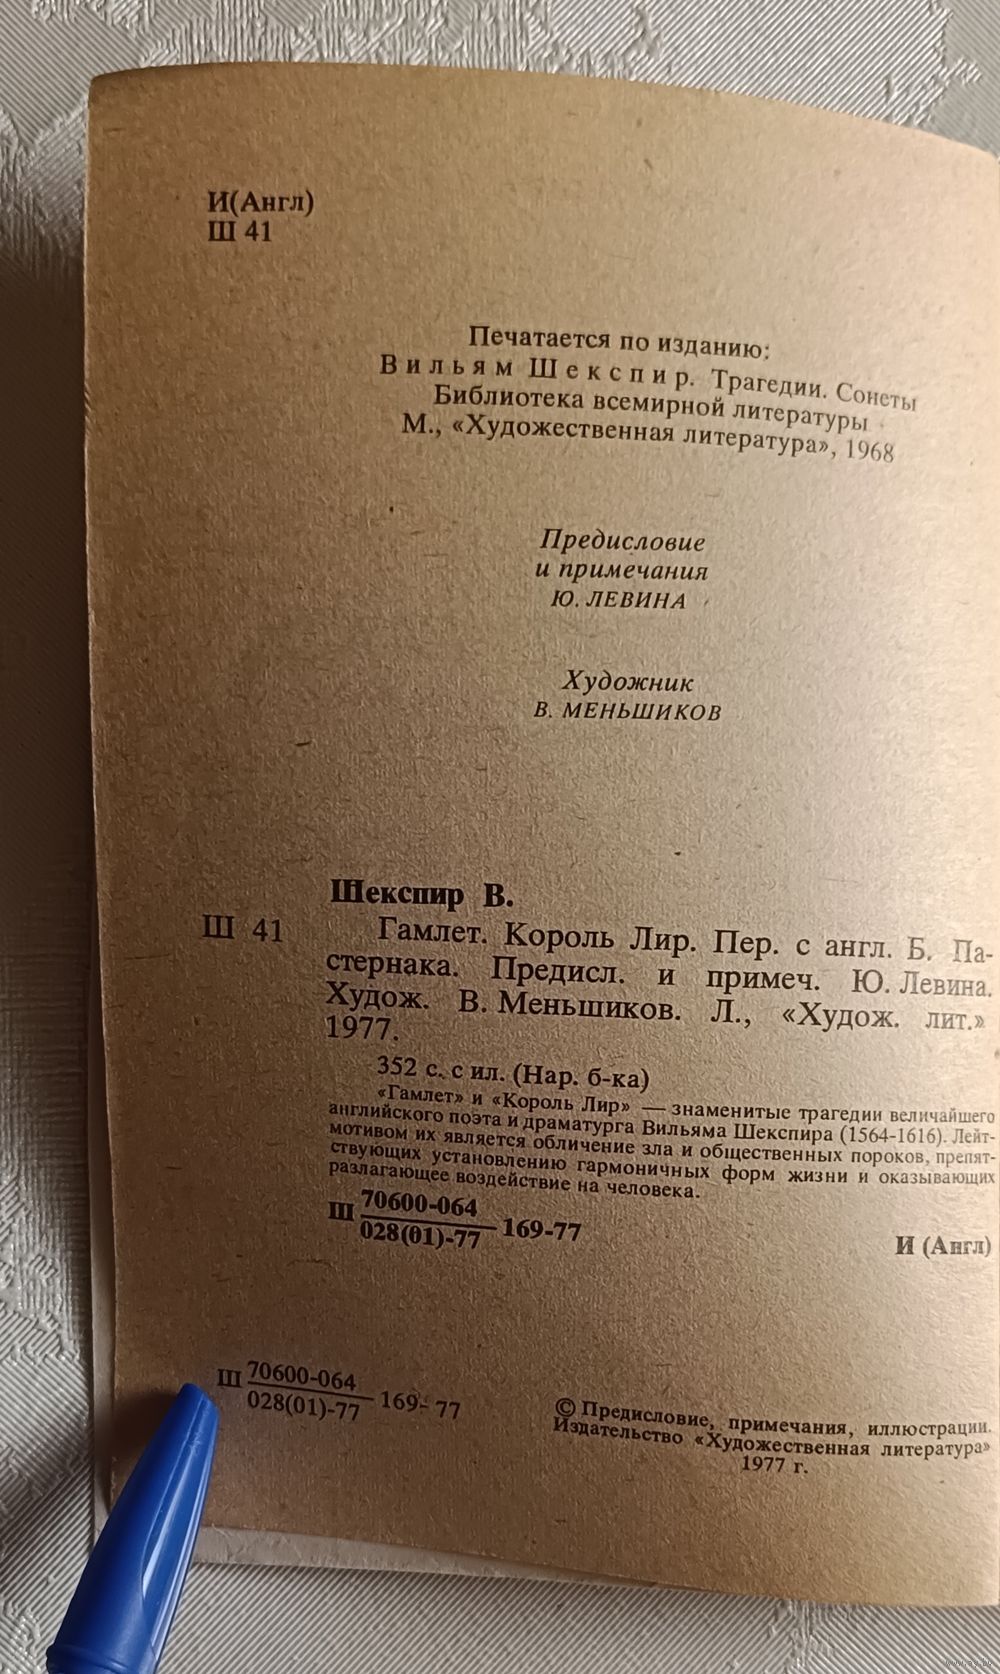 И(Англ)
Ш 41
Печатается по изданию:
Вильям Шекспир. Трагедии. Сонеты
Библиотека всемирной литературы
М., «Художественная литература», 1968
Предисловие
и примечания
Ю. ЛЕВИНА
Художник
В. МЕНЬШИКОВ
Шекспир В.
Ш 41 Гамлет. Король Лир. Пер. с англ. Б. Па-
стернака. Предисл. и примеч. Ю. Левина.
Худож. В. Меньшиков. Л., «Худож. лит.»
1977.
352 с. с ил. (Нар. б-ка)
«Гамлет» и «Король Лир» — знаменитые трагедии величайшего
английского поэта и драматурга Вильяма Шекспира (1564-1616). Лейт-
мотивом их является обличение зла и общественных пороков, препят-
ствующих установлению гармоничных форм жизни и оказывающих
разлагающее воздействие на человека.
Ш 70600-064
028(01)-77 169-77
И (Англ)
Ш 70600-064
028(01)-77 169-77
© Предисловие, примечания, иллюстрации.
Издательство «Художественная литература»
1977 г.